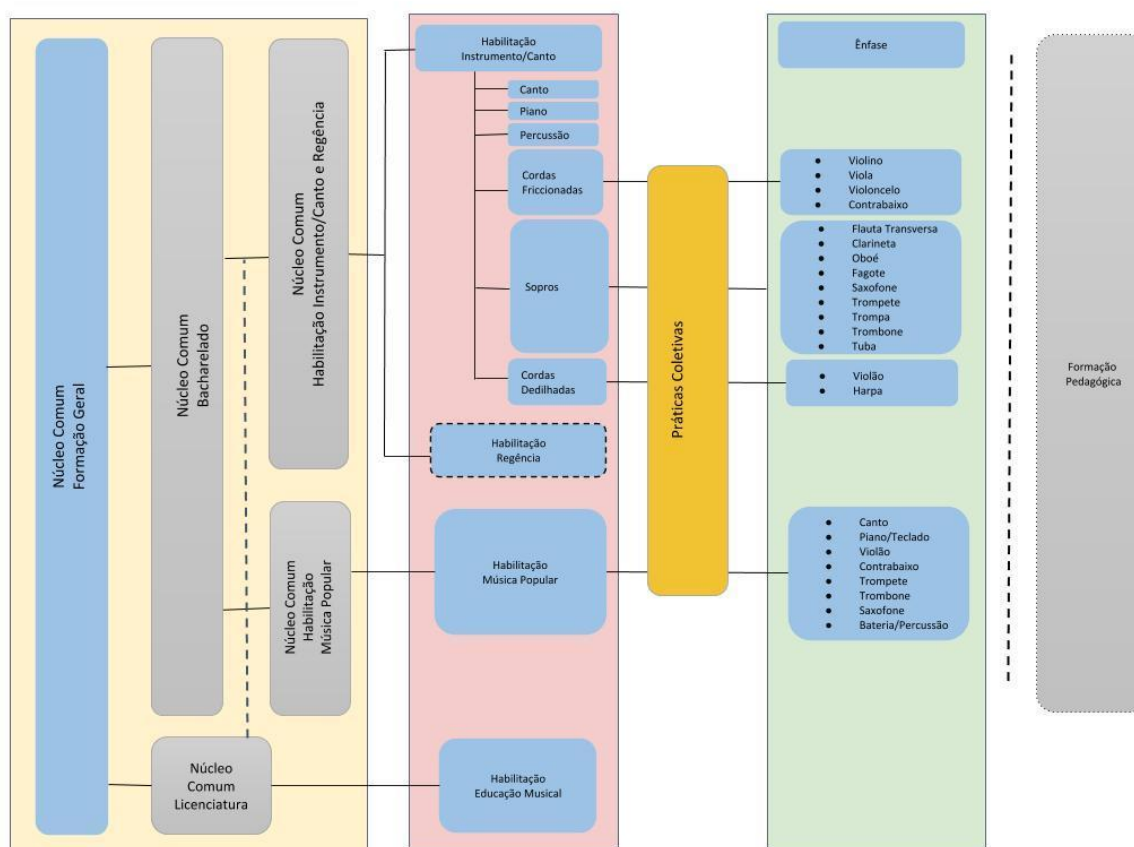 Núcleo Comum
Formação Geral
Núcleo Comum
Bacharelado
Núcleo Comum
Habilitação Instrumento/Canto e Regência
Núcleo Comum
Habilitação
Música Popular
Núcleo
Comum
Licenciatura
Habilitação
Instrumento/Canto
Canto
Piano
Percussão
Cordas
Friccionadas
Sopros
Cordas
Dedilhadas
Habilitação
Regência
Habilitação
Música Popular
Habilitação
Educação Musical
Práticas Coletivas
Ênfase
● Violino
● Viola
● Violoncelo
● Contrabaixo
● Flauta Transversa
● Clarineta
● Oboé
● Fagote
● Saxofone
● Trompete
● Trompa
● Trombone
● Tuba
● Violão
● Harpa
● Canto
● Piano/Teclado
● Violão
● Contrabaixo
● Trompete
● Trombone
● Saxofone
● Bateria/Percussão
Formação
Pedagógica